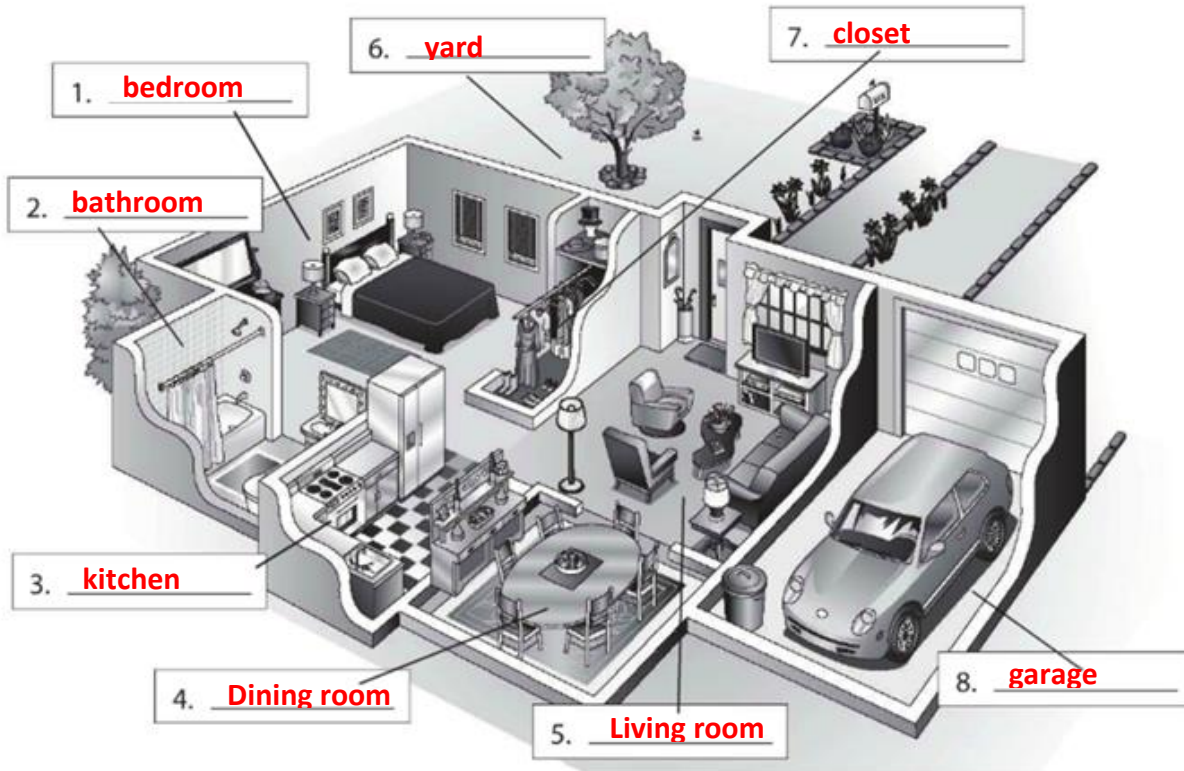 1. bedroom
2. bathroom
3. kitchen
4. Dining room
5. Living room
6. yard
7. closet
8. garage